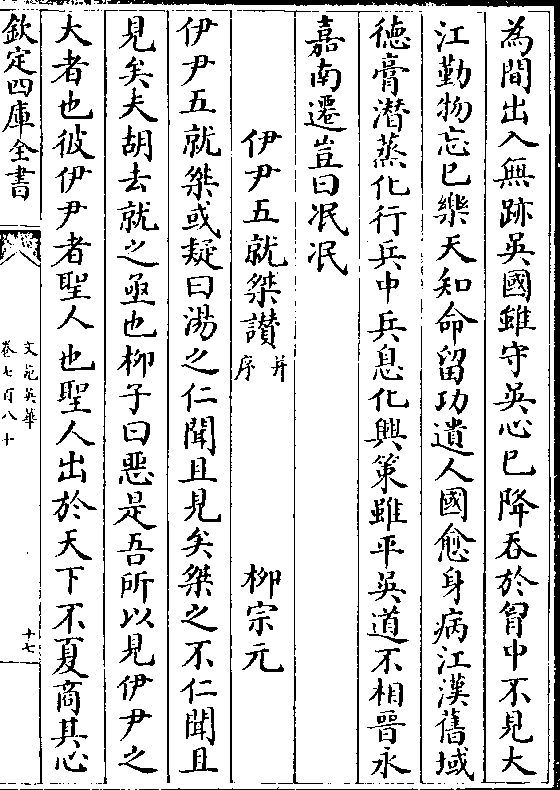 為間出入無跡吳國雖守吳心已降吞於胷中不見大
江勤物忘已樂天知命留功遺人國愈身病江漢舊域
徳膏潜蒸化行兵中兵息化興策雖平吳道不相晉永
嘉南遷豈曰冺冺
伊尹五就桀讃并序 柳宗元
伊尹五就桀或疑曰湯之仁聞且見矣桀之不仁聞且
見矣夫胡去就之亟也柳子曰惡是吾所以見伊尹之
大者也彼伊尹者聖人也聖人出於天下不夏商其心
欽定四庫全書
文苑英華
卷七百八十
十七